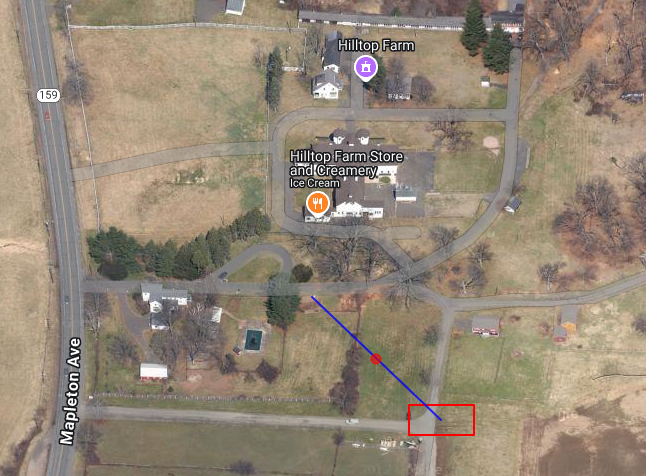 Hilltop Farm
159
Hilltop Farm Store
and Creamery
Ice Cream
Mapleton Ave